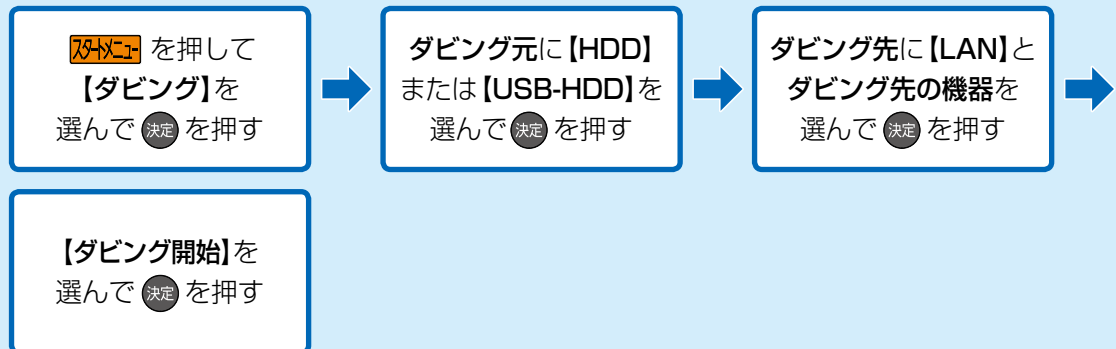 スタートメニュー を押して
【ダビング】を
選んで 決定 を押す
ダビング元に【HDD】
または【USB-HDD】を
選んで 決定 を押す
ダビング先に【LAN】と
ダビング先の機器を
選んで 決定 を押す
【ダビング開始】を
選んで 決定 を押す